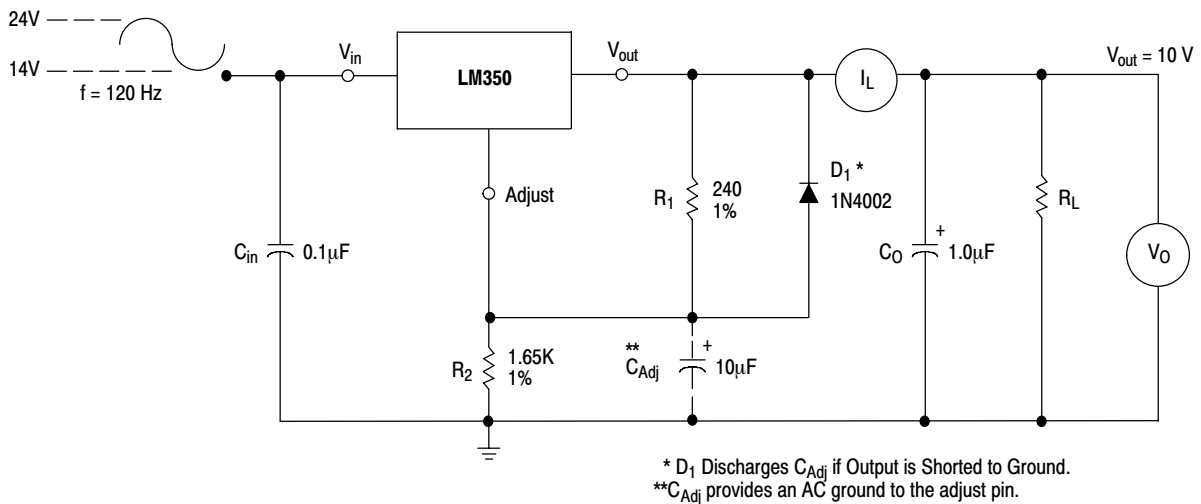 24V
14V
f = 120 Hz
Vin
LM350
Vout
IL
Vout = 10 V
Adjust
R1
240
1%
D1 *
1N4002
RL
Cin
0.1μF
CO
+
1.0μF
VO
R2
1.65K
1%
**
CAdj
+
10μF
* D1 Discharges CAdj if Output is Shorted to Ground.
**CAdj provides an AC ground to the adjust pin.